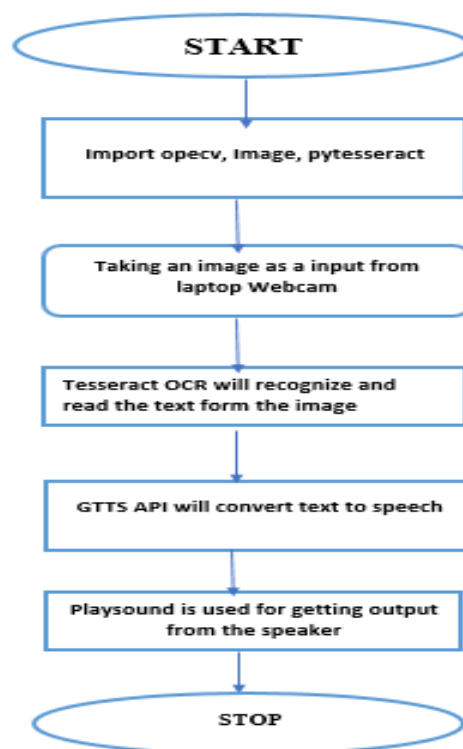 START
Import opecv, Image, pytesseract
Taking an image as a input from
laptop Webcam
Tesseract OCR will recognize and
read the text form the image
GTTS API will convert text to speech
Playsound is used for getting output
from the speaker
STOP